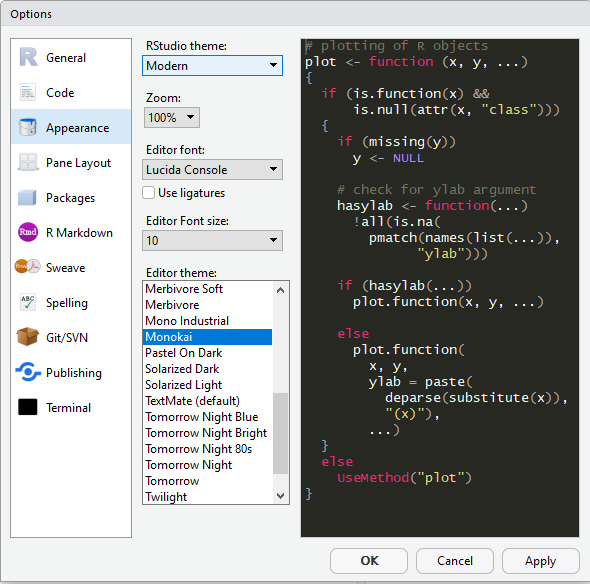 Options
R General
Code
Appearance
Pane Layout
Packages
Rmd R Markdown
Sweave
ABC Spelling
Git/SVN
Publishing
Terminal
RStudio theme:
Modern
Zoom:
100%
Editor font:
Lucida Console
Use ligatures
Editor Font size:
10
Editor theme:
Merbivore Soft
Merbivore
Mono Industrial
Monokai
Pastel On Dark
Solarized Dark
Solarized Light
TextMate (default)
Tomorrow Night Blue
Tomorrow Night Bright
Tomorrow Night 80s
Tomorrow Night
Tomorrow
Twilight
# plotting of R objects
plot <- function (x, y, ...)
{
  if (is.function(x) &&
      is.null(attr(x, "class")))
  {
    if (missing(y))
      y <- NULL
    # check for ylab argument
    hasylab <- function(...)
      !all(is.na(
        pmatch(names(list(...)),
              "ylab")))
    if (hasylab(...))
      plot.function(x, y, ...)
    else
      plot.function(
        x, y,
        ylab = paste(
          deparse(substitute(x)),
          "(x)"),
        ...)
  }
  else
    UseMethod("plot")
}
OK
Cancel
Apply